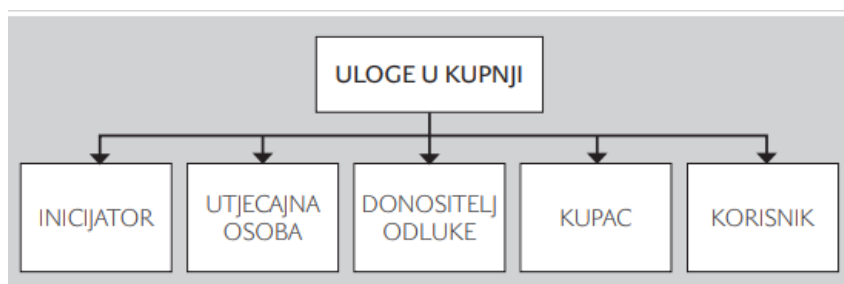 ULOGE U KUPNJI
INICIJATOR
UTJECAJNA
OSOBA
DONOSITELJ
ODLUKE
KUPAC
KORISNIK